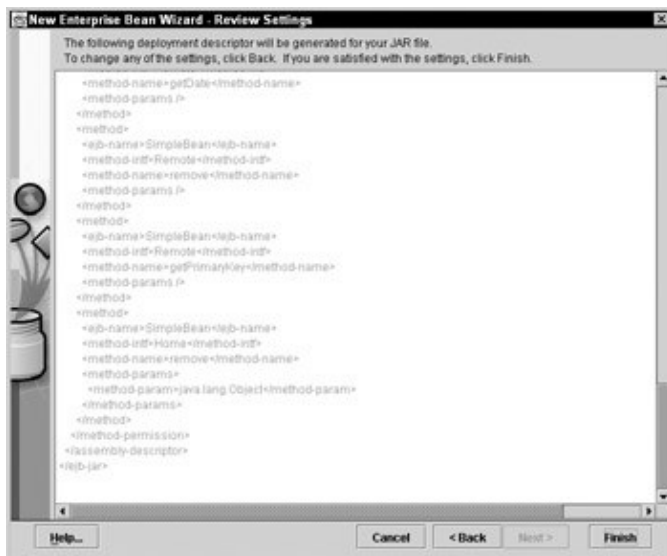 New Enterprise Bean Wizard - Review Settings
The following deployment descriptor will be generated for your JAR file.
To change any of the settings, click Back. If you are satisfied with the settings, click Finish.
<method-name>getDate</method-name>
<method-params />
</method>
<method>
<ejb-name>SimpleBean</ejb-name>
<method-intf>Remote</method-intf>
<method-name>remove</method-name>
<method-params />
</method>
<method>
<ejb-name>SimpleBean</ejb-name>
<method-intf>Remote</method-intf>
<method-name>getPrimaryKey</method-name>
<method-params />
</method>
<method>
<ejb-name>SimpleBean</ejb-name>
<method-intf>Home</method-intf>
<method-name>remove</method-name>
<method-params>
<method-param>java.lang.Object</method-param>
</method-params>
</method>
</method-permission>
</assembly-descriptor>
</ejb-jar>
Help... Cancel < Back Next > Finish